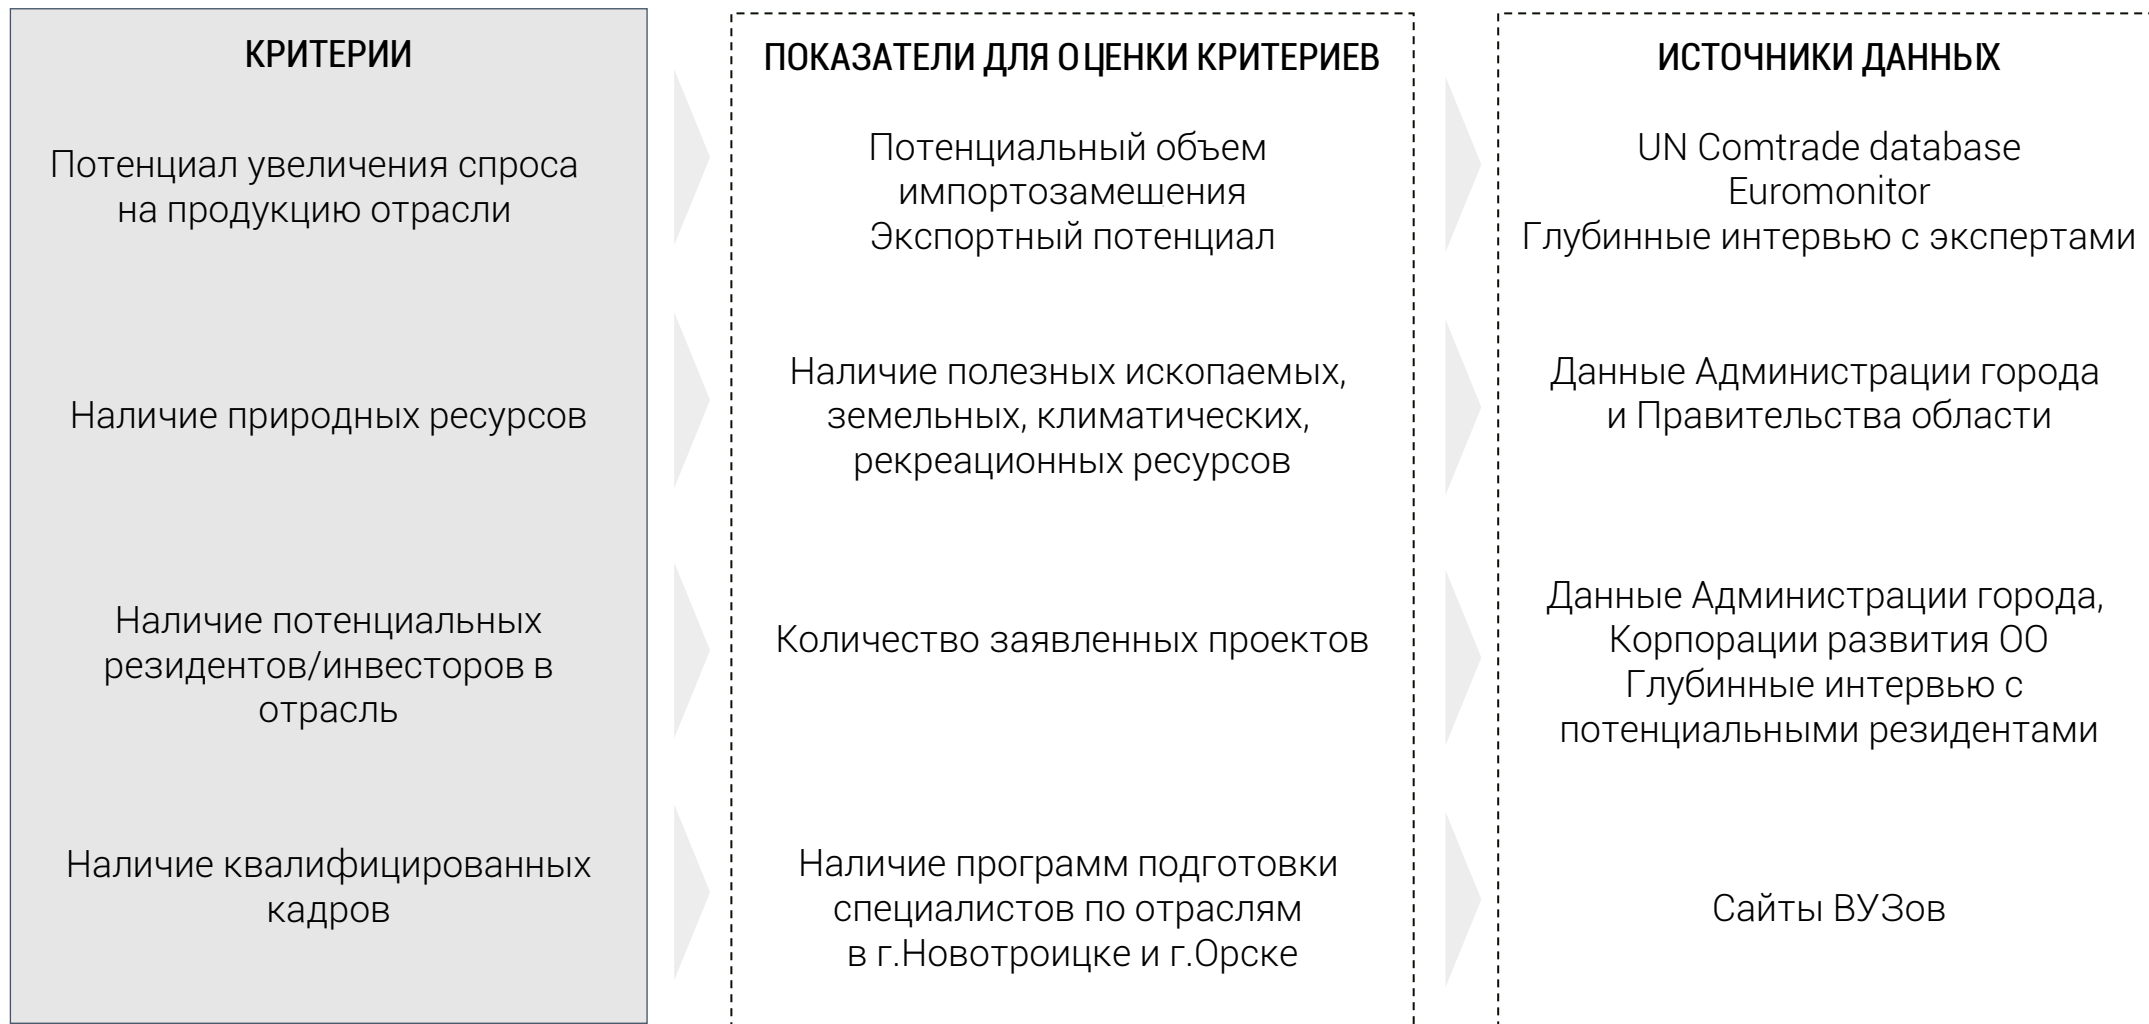 КРИТЕРИИ
Потенциал увеличения спроса
на продукцию отрасли
Наличие природных ресурсов
Наличие потенциальных
резидентов/инвесторов в
отрасль
Наличие квалифицированных
кадров
ПОКАЗАТЕЛИ ДЛЯ ОЦЕНКИ КРИТЕРИЕВ
Потенциальный объем
импортозамешения
Экспортный потенциал
Наличие полезных ископаемых,
земельных, климатических,
рекреационных ресурсов
Количество заявленных проектов
Наличие программ подготовки
специалистов по отраслям
в г.Новотроицке и г.Орске
ИСТОЧНИКИ ДАННЫХ
UN Comtrade database
Euromonitor
Глубинные интервью с экспертами
Данные Администрации города
и Правительства области
Данные Администрации города,
Корпорации развития ОО
Глубинные интервью с
потенциальными резидентами
Сайты ВУЗов